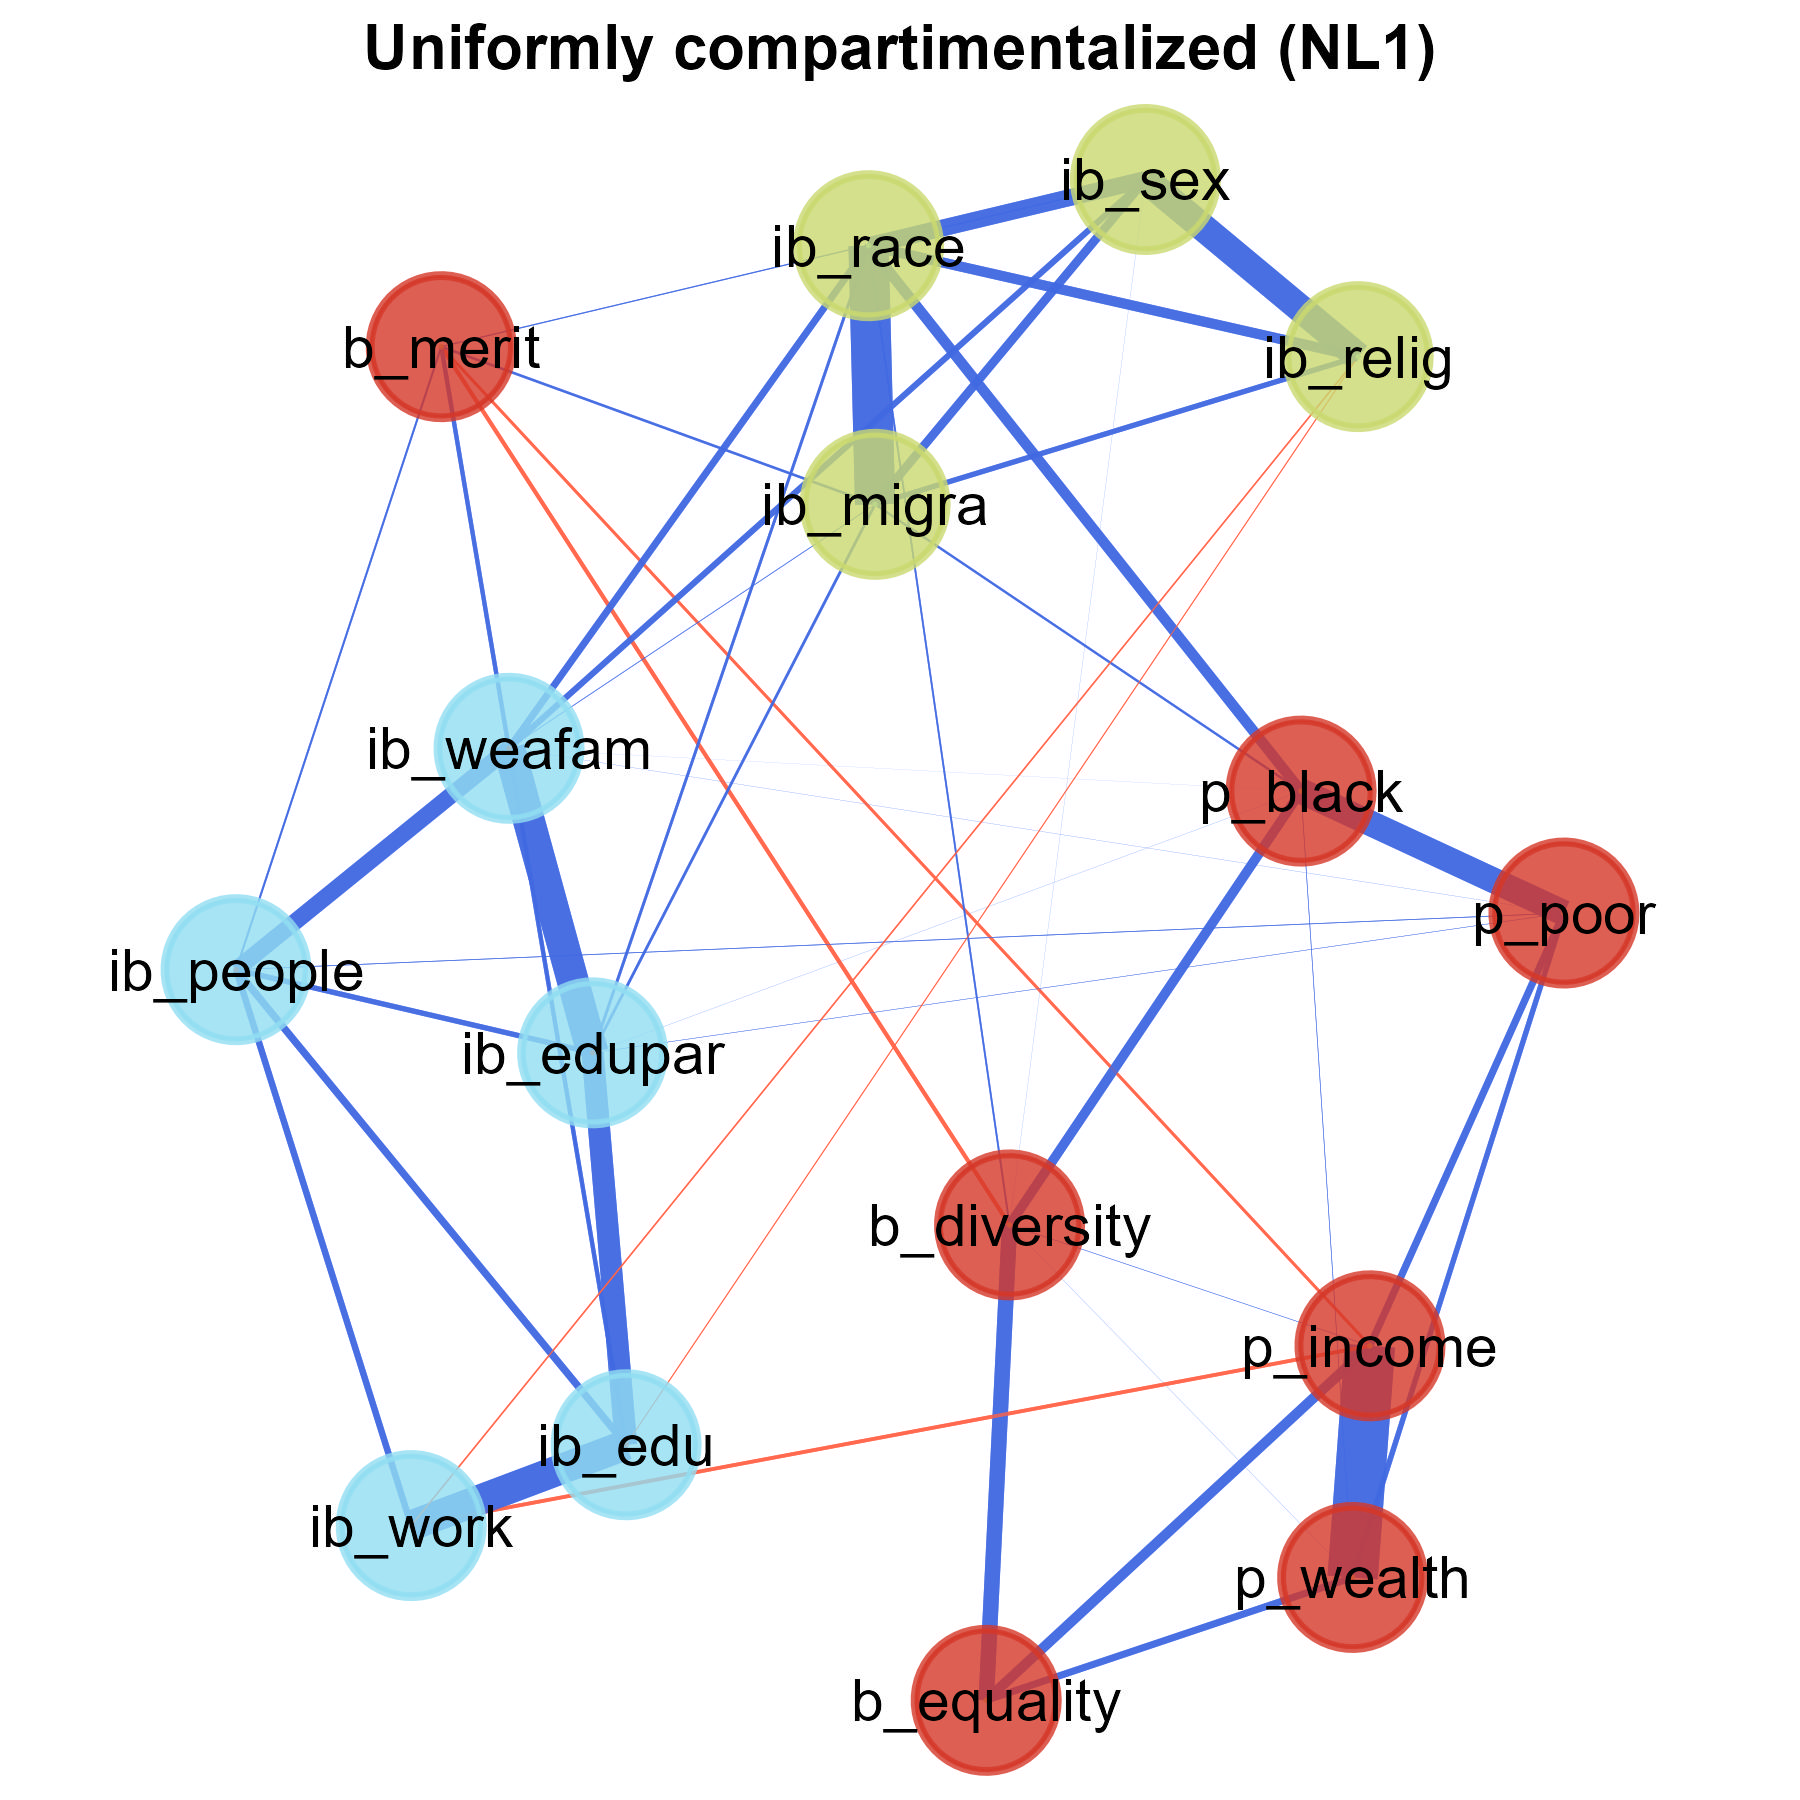 Uniformly compartimentalized (NL1)
ib_sex
ib_race
b_merit
ib_relig
ib_migra
ib_weafam
p_black
p_poor
ib_people
ib_edupar
b_diversity
p_income
ib_edu
ib_work
p_wealth
b_equality